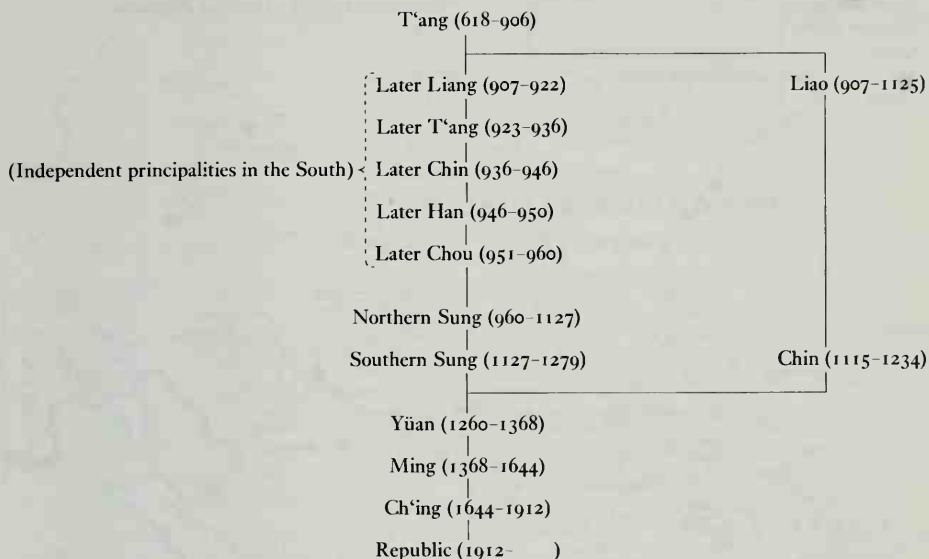 T‘ang (618-906)
Later Liang (907-922)
Liao (907-1125)
Later T‘ang (923-936)
(Independent principalities in the South)
Later Chin (936-946)
Later Han (946-950)
Later Chou (951-960)
Northern Sung (960-1127)
Southern Sung (1127-1279)
Chin (1115-1234)
Yüan (1260-1368)
Ming (1368-1644)
Ch‘ing (1644-1912)
Republic (1912-      )